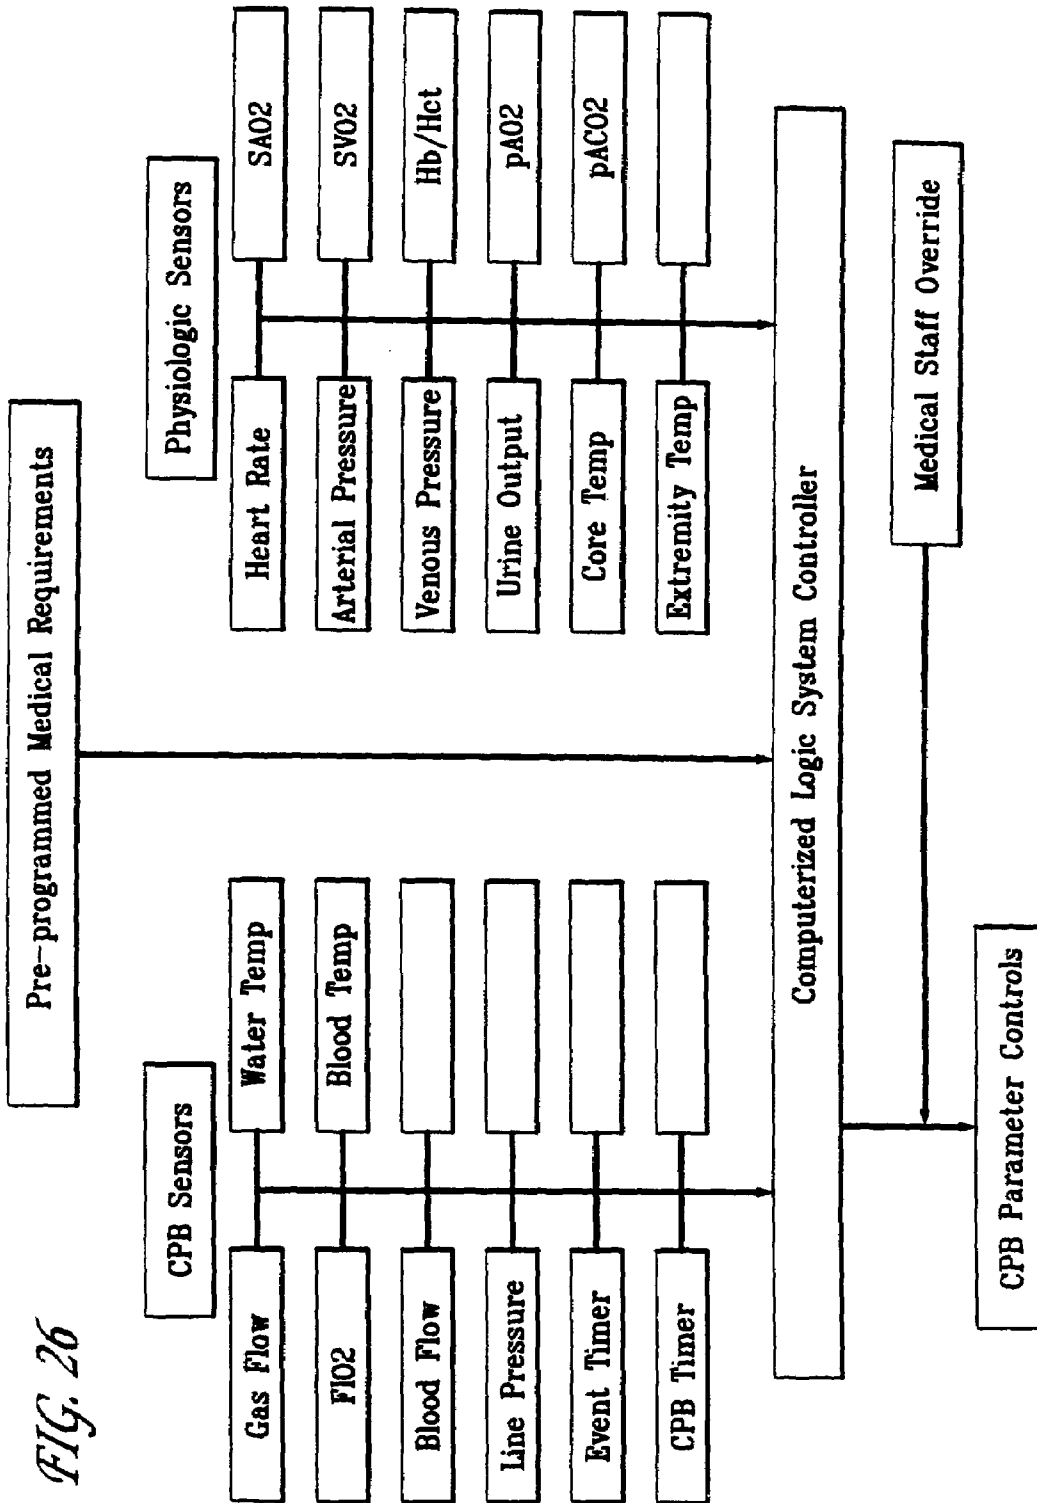 FIG. 26
Pre-programmed Medical Requirements
CPB Sensors
Gas Flow
Water Temp
FIO2
Blood Temp
Blood Flow
Line Pressure
Event Timer
CPB Timer
Physiologic Sensors
Heart Rate
SAO2
Arterial Pressure
SVO2
Venous Pressure
Hb/Hct
Urine Output
pAO2
Core Temp
pACO2
Extremity Temp
Computerized Logic System Controller
Medical Staff Override
CPB Parameter Controls